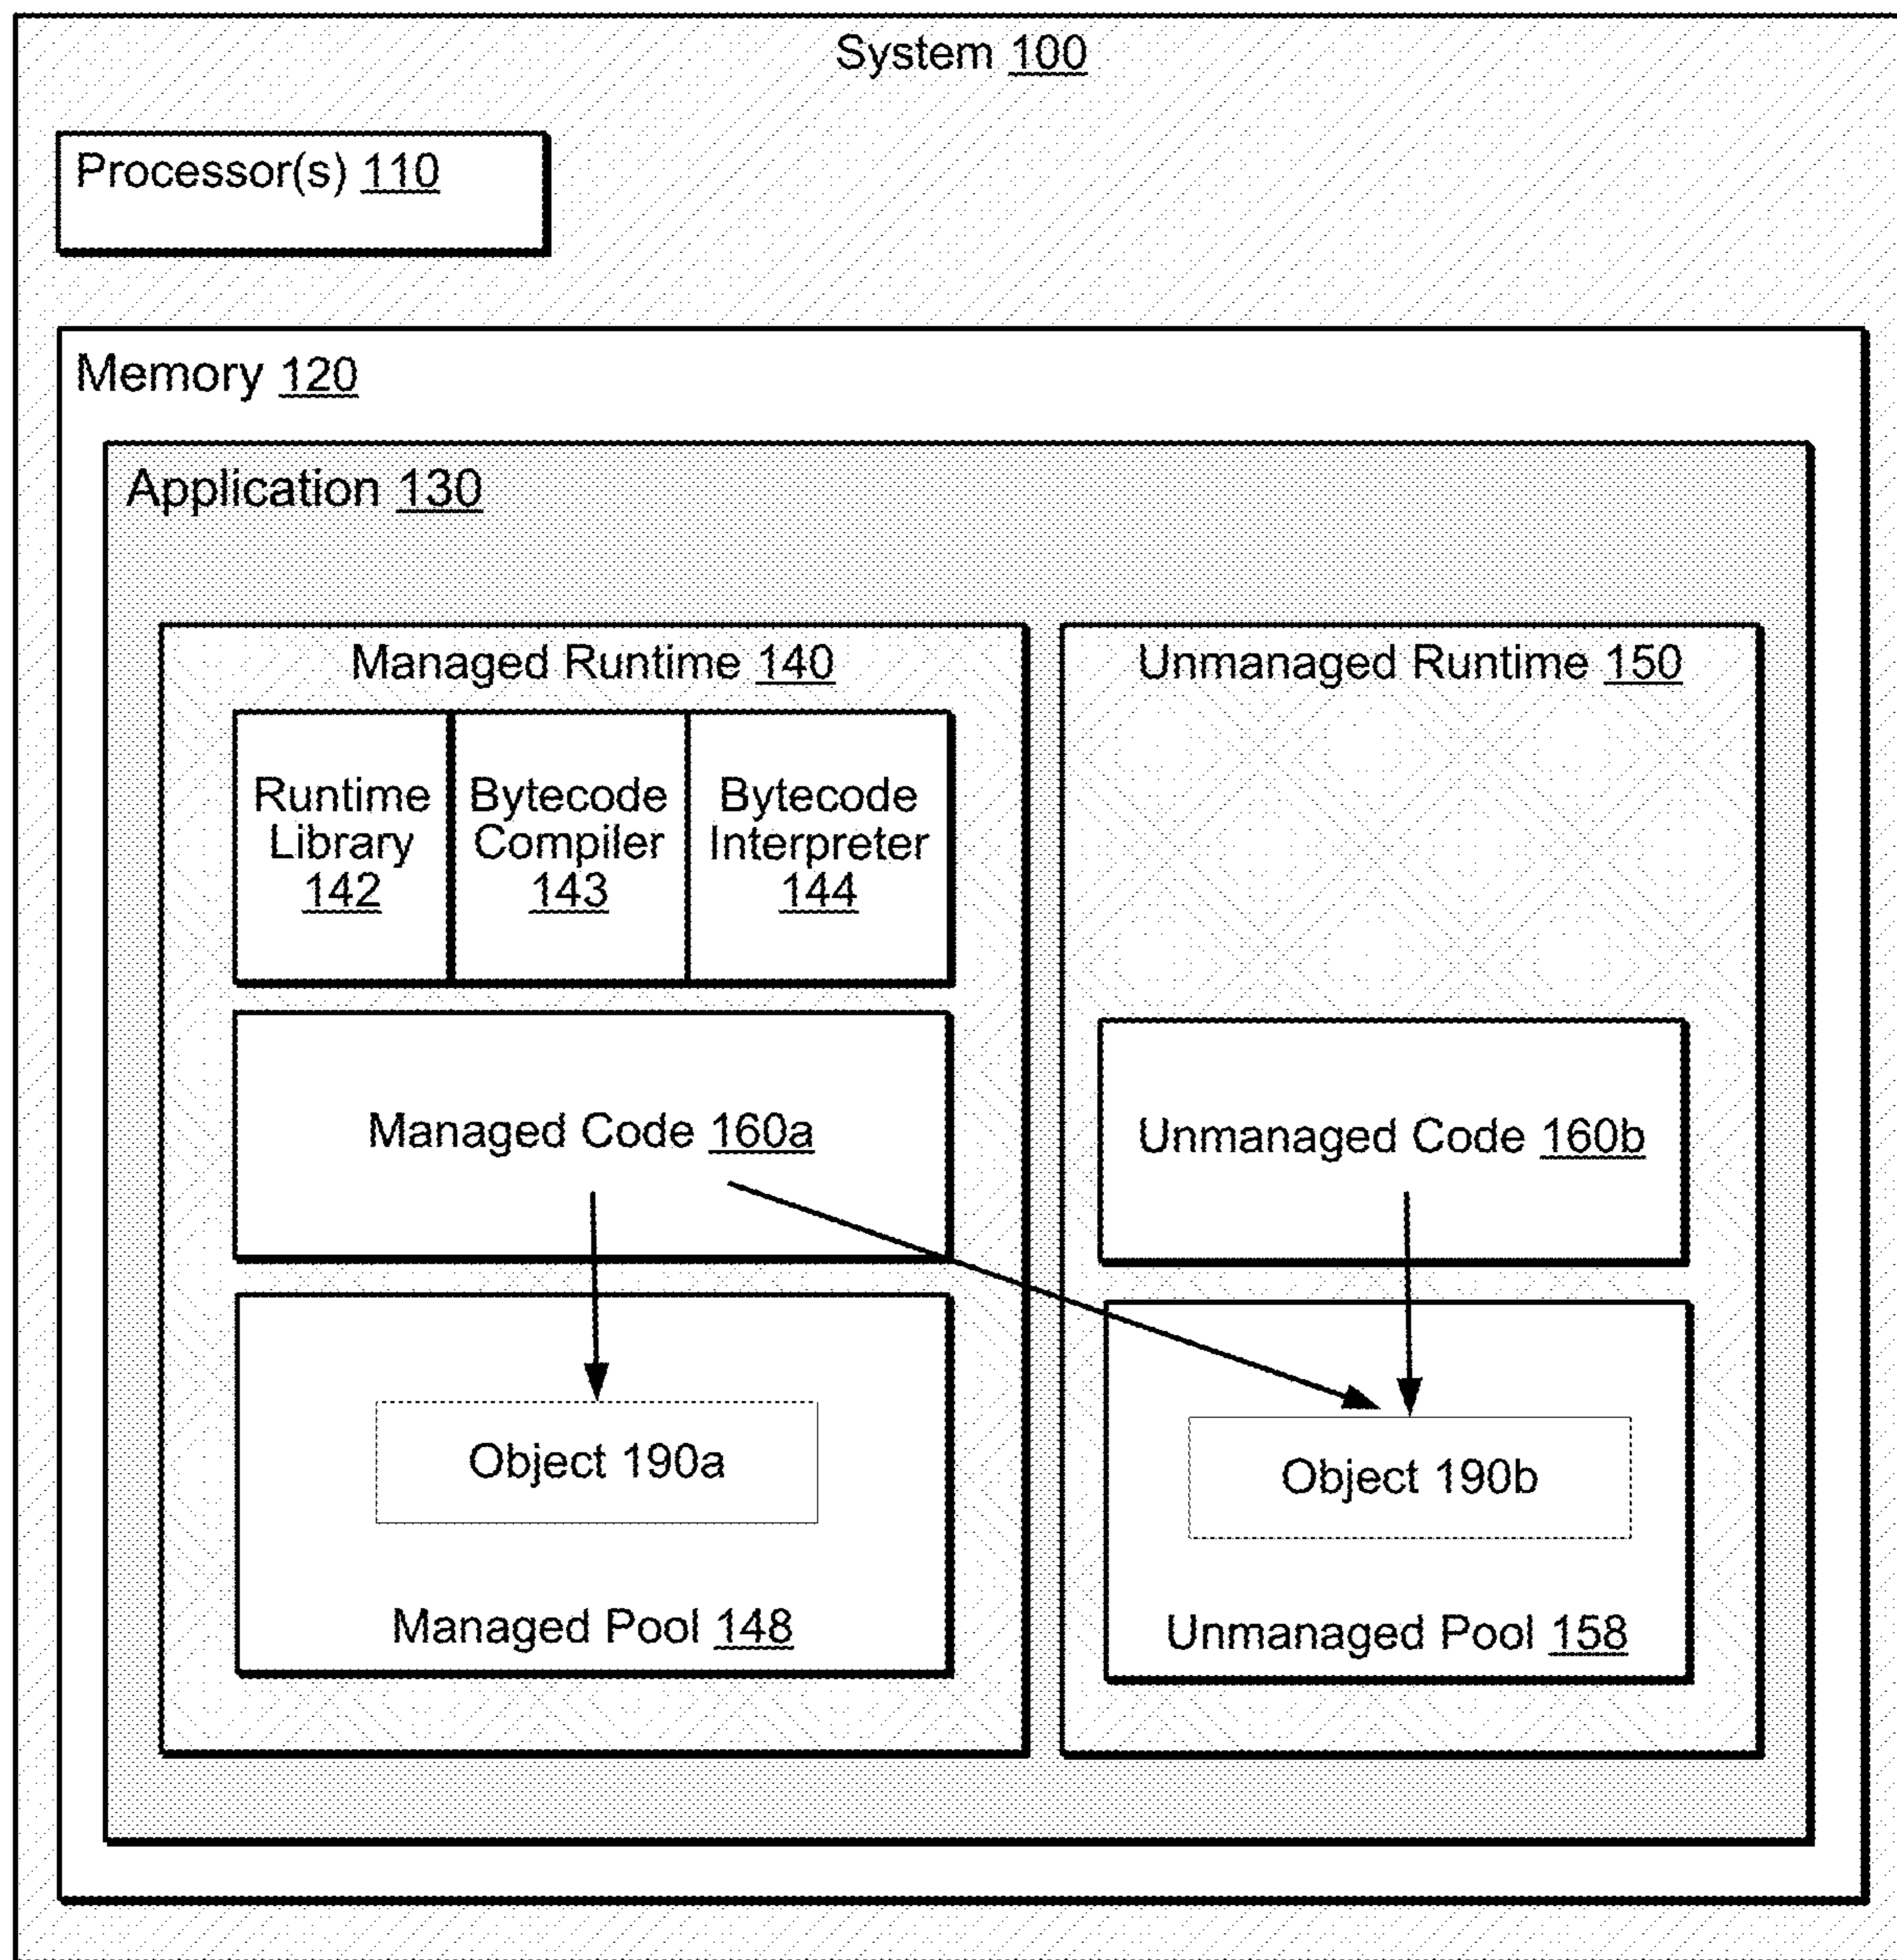 System 100
Processor(s) 110
Memory 120
Application 130
Managed Runtime 140
Runtime
Library
142
Bytecode
Compiler
143
Bytecode
Interpreter
144
Managed Code 160a
Object 190a
Managed Pool 148
Unmanaged Runtime 150
Unmanaged Code 160b
Object 190b
Unmanaged Pool 158